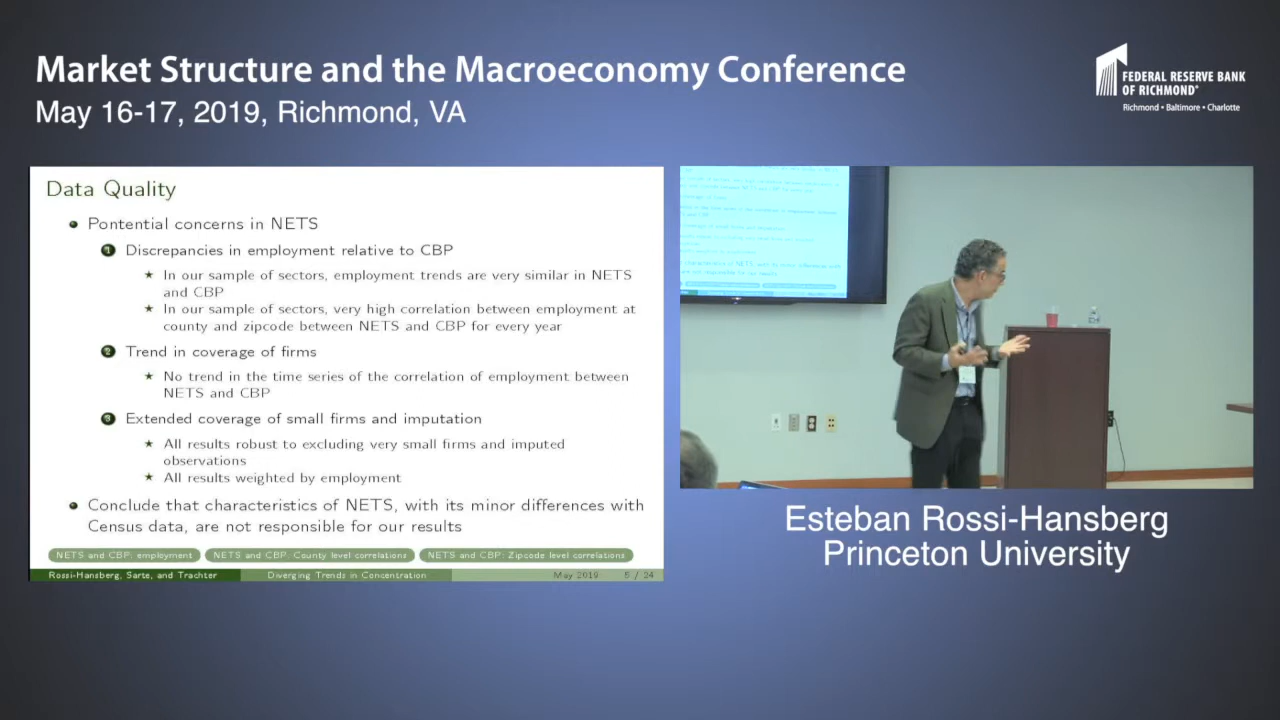 Market Structure and the Macroeconomy Conference
May 16-17, 2019, Richmond, VA
FEDERAL RESERVE BANK
OF RICHMOND
Richmond • Baltimore • Charlotte
Data Quality
Pontential concerns in NETS
1 Discrepancies in employment relative to CBP
★ In our sample of sectors, employment trends are very similar in NETS
and CBP
★ In our sample of sectors, very high correlation between employment at
county and zipcode between NETS and CBP for every year
2 Trend in coverage of firms
★ No trend in the time series of the correlation of employment between
NETS and CBP
3 Extended coverage of small firms and imputation
★ All results robust to excluding very small firms and imputed
observations
★ All results weighted by employment
Conclude that characteristics of NETS, with its minor differences with
Census data, are not responsible for our results
NETS and CBP: employment NETS and CBP: County level correlations NETS and CBP: Zipcode level correlations
Rossi-Hansberg, Sarte, and Trachter Diverging Trends in Concentration May 2019 5 / 24
Esteban Rossi-Hansberg
Princeton University